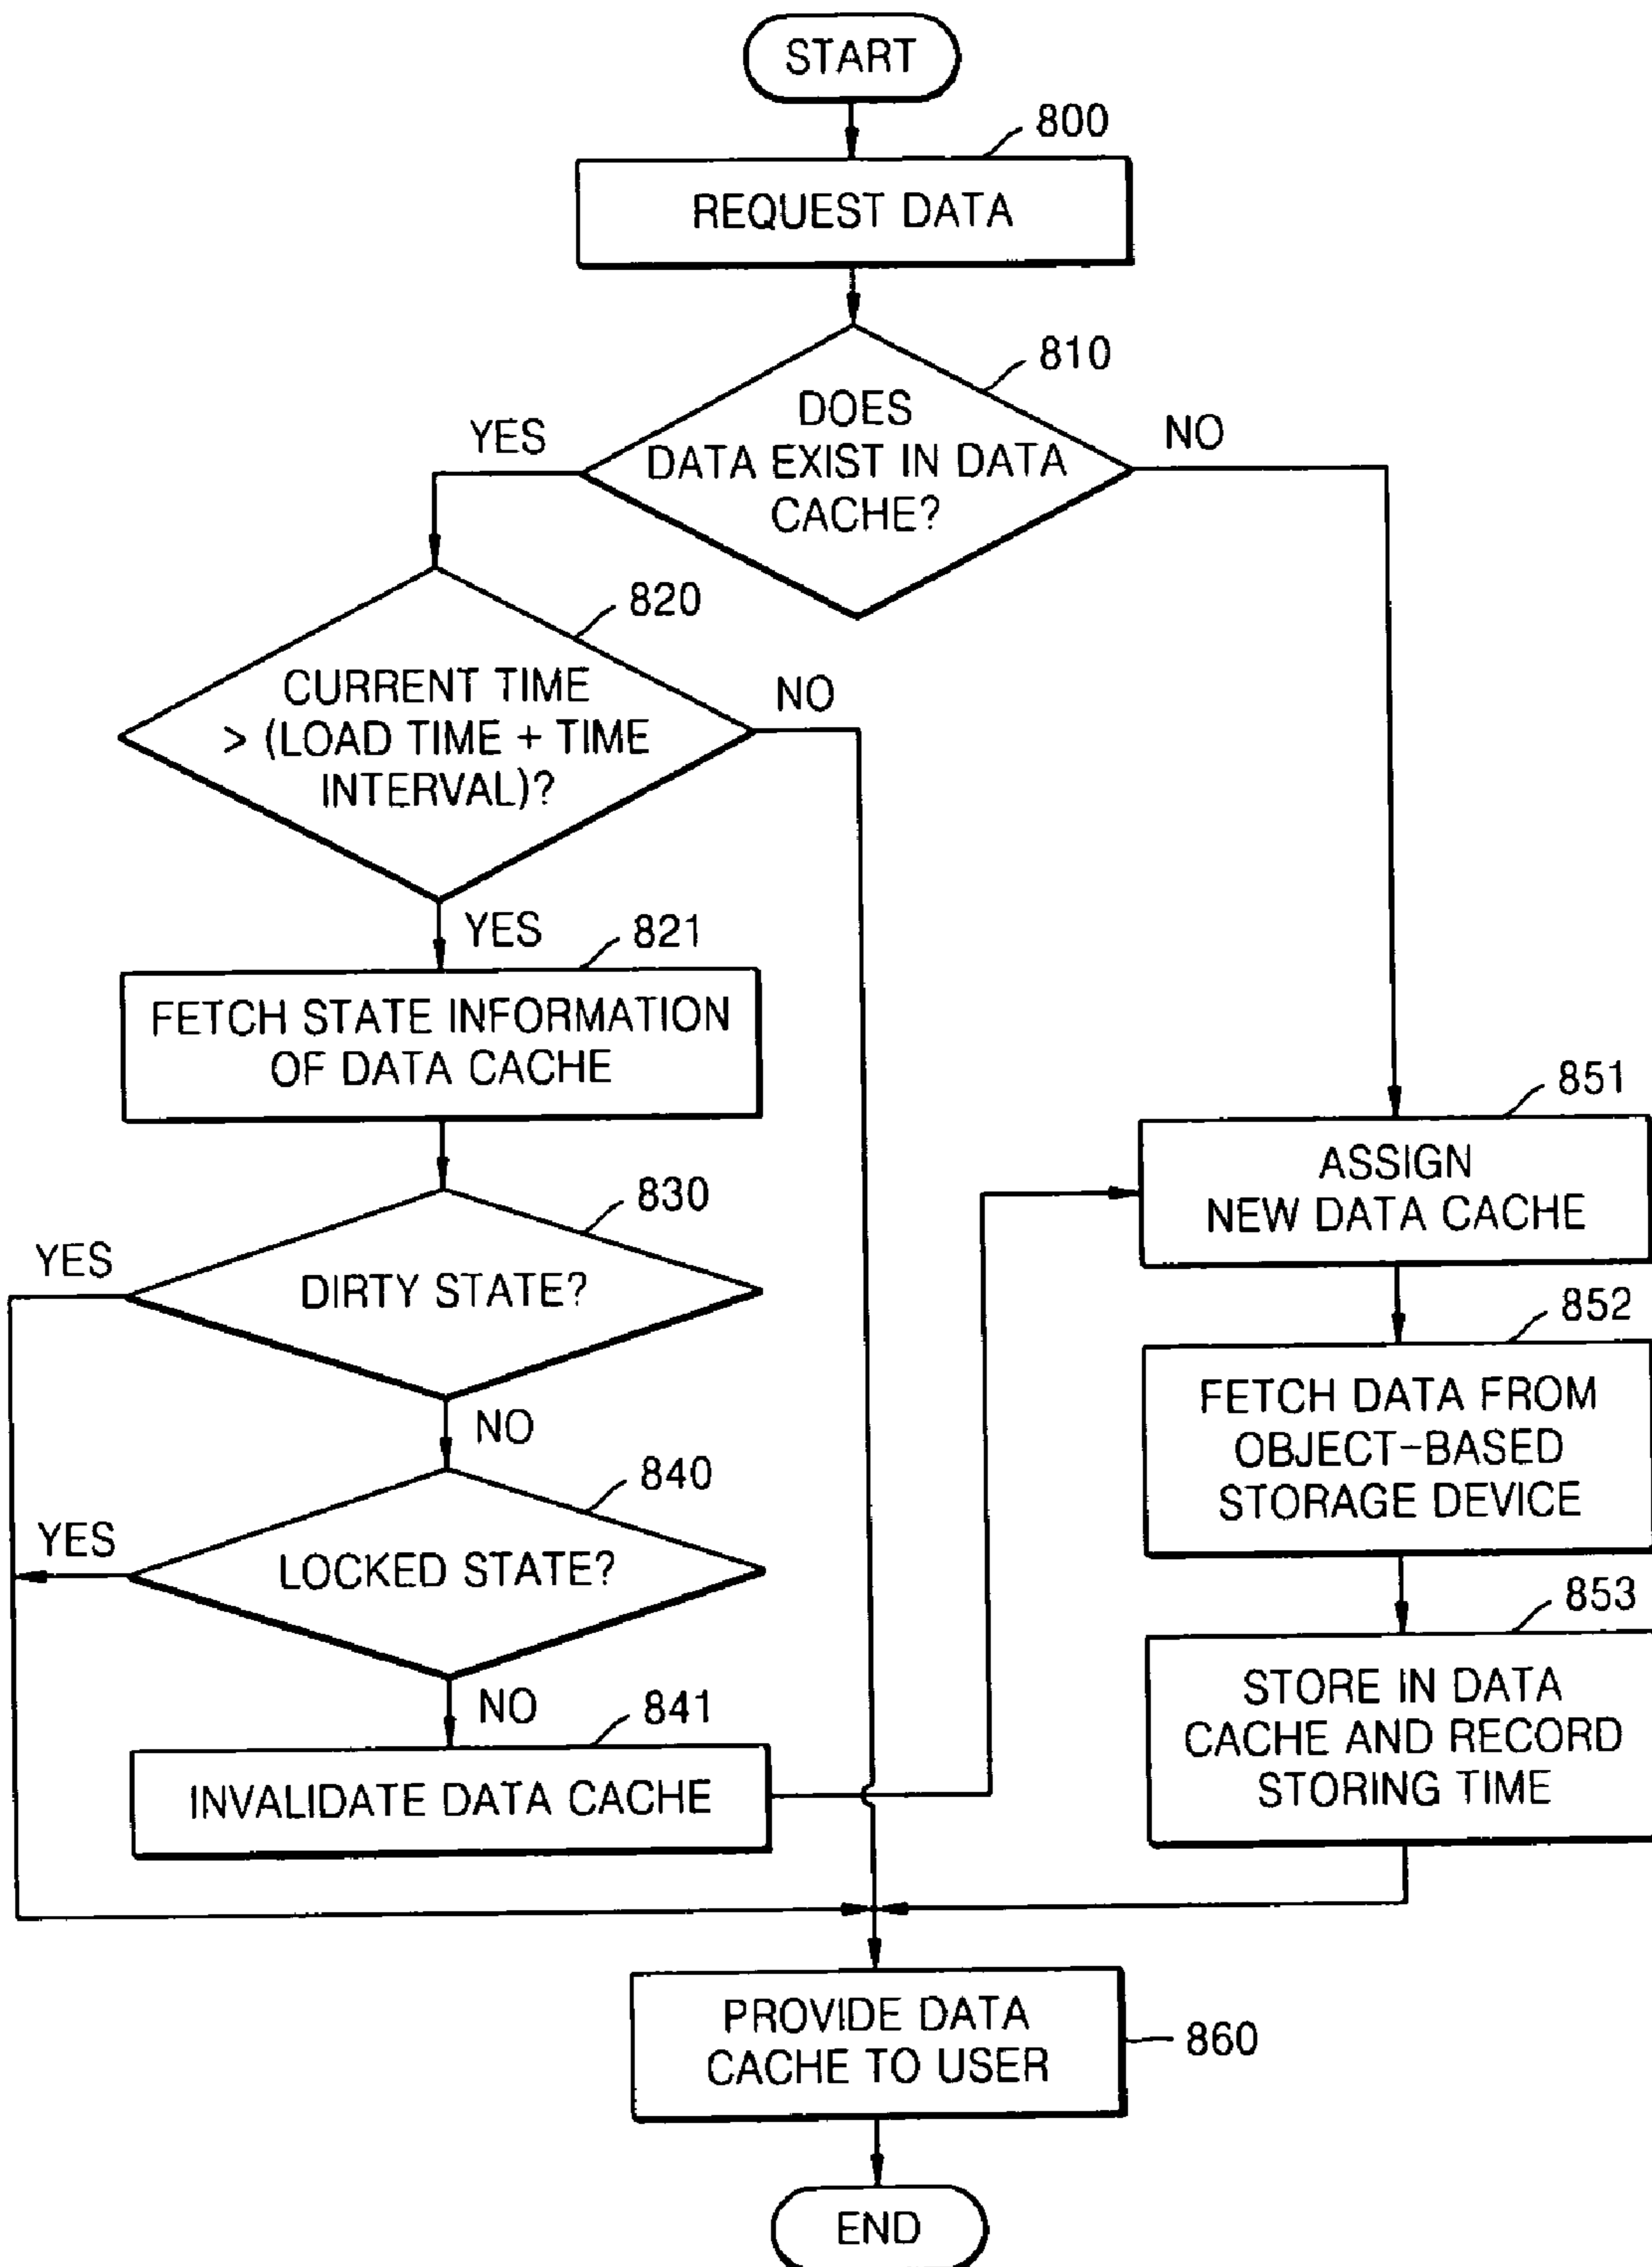 START
800
REQUEST DATA
810
DOES
DATA EXIST IN DATA
CACHE?
YES
NO
820
CURRENT TIME
> (LOAD TIME + TIME
INTERVAL)?
NO
YES
821
FETCH STATE INFORMATION
OF DATA CACHE
830
DIRTY STATE?
YES
NO
840
LOCKED STATE?
YES
NO
841
INVALIDATE DATA CACHE
851
ASSIGN
NEW DATA CACHE
852
FETCH DATA FROM
OBJECT-BASED
STORAGE DEVICE
853
STORE IN DATA
CACHE AND RECORD
STORING TIME
PROVIDE DATA
CACHE TO USER
860
END